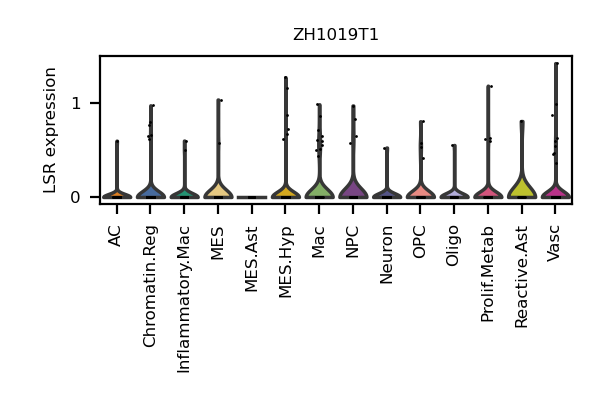 ZH1019T1
LSR expression
1
0
AC
Chromatin.Reg
Inflammatory.Mac
MES
MES.Ast
MES.Hyp
Mac
NPC
Neuron
OPC
Oligo
Prolif.Metab
Reactive.Ast
Vasc